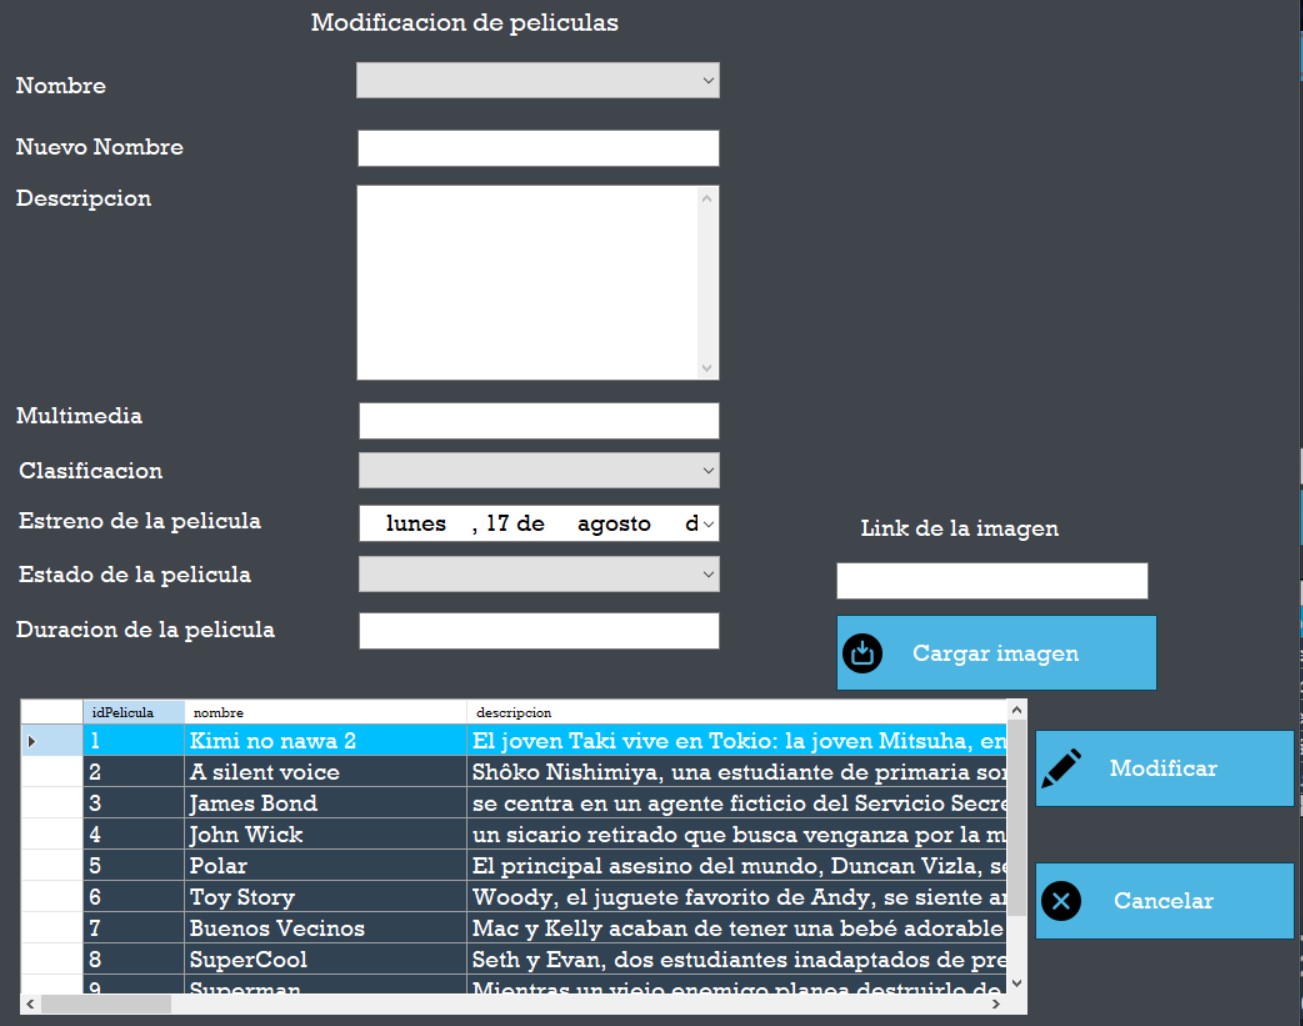 Modificacion de peliculas
Nombre
Nuevo Nombre
Descripcion
Multimedia
Clasificacion
Estreno de la pelicula
lunes , 17 de agosto d
Estado de la pelicula
Duracion de la pelicula
Link de la imagen
Cargar imagen
idPelicula nombre descripcion
1 Kimi no nawa 2 El joven Taki vive en Tokio: la joven Mitsuha, en
2 A silent voice Shôko Nishimiya, una estudiante de primaria sor
3 James Bond se centra en un agente ficticio del Servicio Secre
4 John Wick un sicario retirado que busca venganza por la m
5 Polar El principal asesino del mundo, Duncan Vizla, se
6 Toy Story Woody, el juguete favorito de Andy, se siente a
7 Buenos Vecinos Mac y Kelly acaban de tener una bebé adorable
8 SuperCool Seth y Evan, dos estudiantes inadaptados de pre
9 Superman Mientras un viejo enemigo planea destruirlo de
Modificar
Cancelar